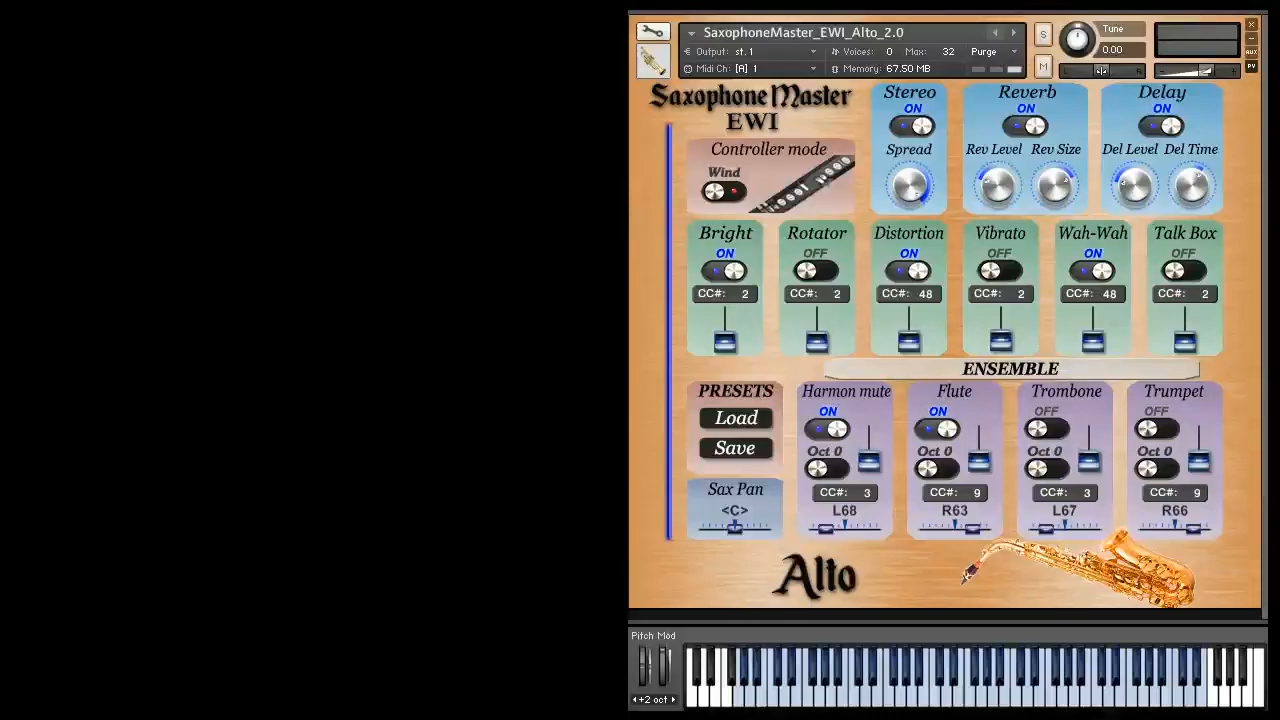 SaxophoneMaster_EWI_Alto_2.0
S
Tune
Output: st.1
Voices: 0 Max: 32 Purge
0.00
Midi Ch: [A] 1
Memory: 67.50 MB
M
L R
AUX
PV
Saxophone Master
EWI
Stereo
ON
Spread
Reverb
ON
Rev Level Rev Size
Delay
ON
Del Level Del Time
Controller mode
Wind
Bright
ON
CC#: 2
Rotator
OFF
CC#: 2
Distortion
ON
CC#: 48
Vibrato
OFF
CC#: 2
Wah-Wah
ON
CC#: 48
Talk Box
OFF
CC#: 2
ENSEMBLE
PRESETS
Load
Save
Sax Pan
<C>
Harmon mute
ON
Oct 0
CC#: 3
L68
Flute
ON
Oct 0
CC#: 9
R63
Trombone
OFF
Oct 0
CC#: 3
L67
Trumpet
OFF
Oct 0
CC#: 9
R66
Alto
Pitch Mod
+2 oct